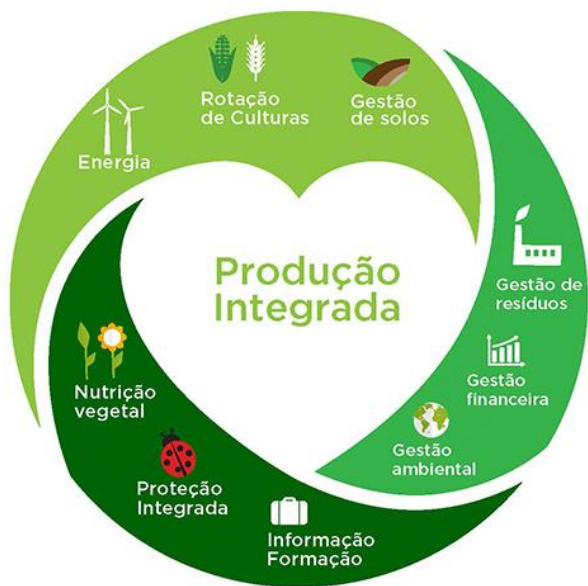 Rotação
de Culturas
Gestão
de solos
Energia
Produção
Integrada
Gestão de
resíduos
Gestão
financeira
Gestão
ambiental
Nutrição
vegetal
Proteção
Integrada
Informação
Formação